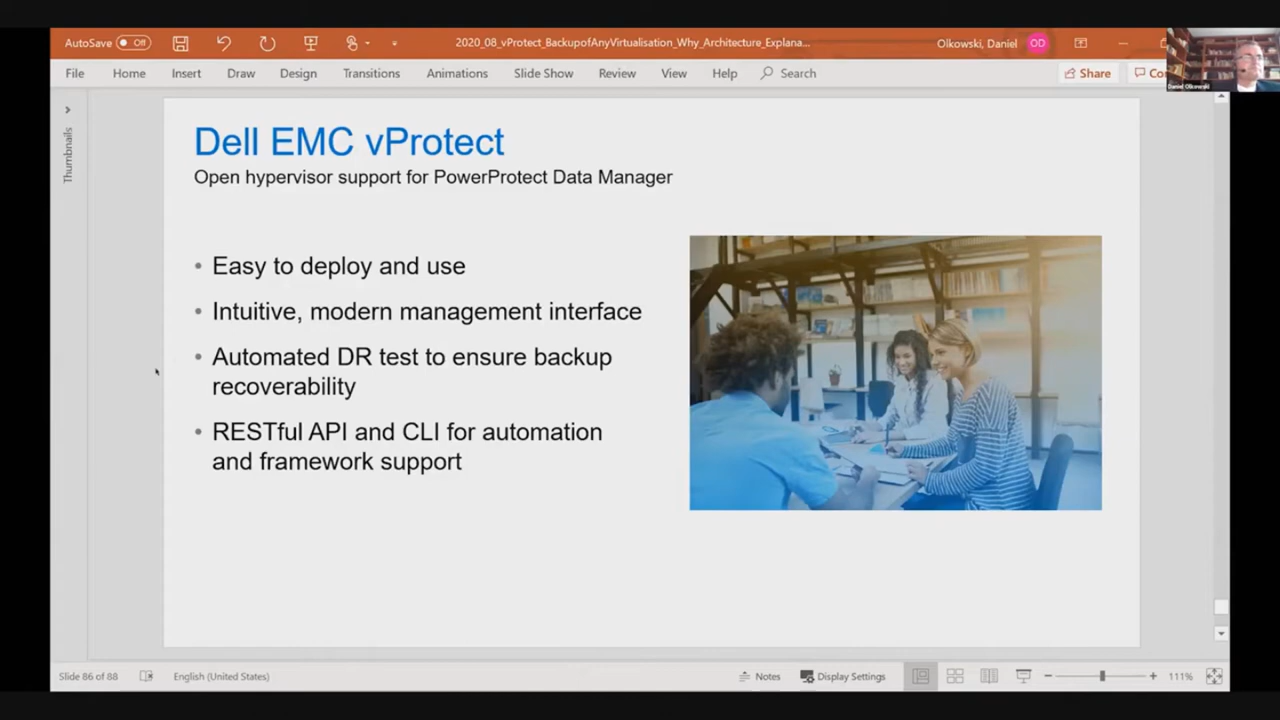 AutoSave
Off
2020_08_vProtect_BackupofAnyVirtualisation_Why_Architecture_Explana...
Olkowski, Daniel
OD
File
Home
Insert
Draw
Design
Transitions
Animations
Slide Show
Review
View
Help
Search
Share
Co
Daniel Olkowski
Thumbnails
Dell EMC vProtect
Open hypervisor support for PowerProtect Data Manager
• Easy to deploy and use
• Intuitive, modern management interface
• Automated DR test to ensure backup
recoverability
• RESTful API and CLI for automation
and framework support
Slide 86 of 88
English (United States)
Notes
Display Settings
111%